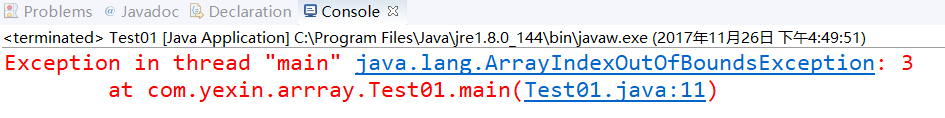 Problems @ Javadoc Declaration Console
<terminated> Test01 [Java Application] C:\Program Files\Java\jre1.8.0_144\bin\javaw.exe (2017年11月26日 下午4:49:51)
Exception in thread "main" java.lang.ArrayIndexOutOfBoundsException: 3
at com.yexin.arrray.Test01.main(Test01.java:11)